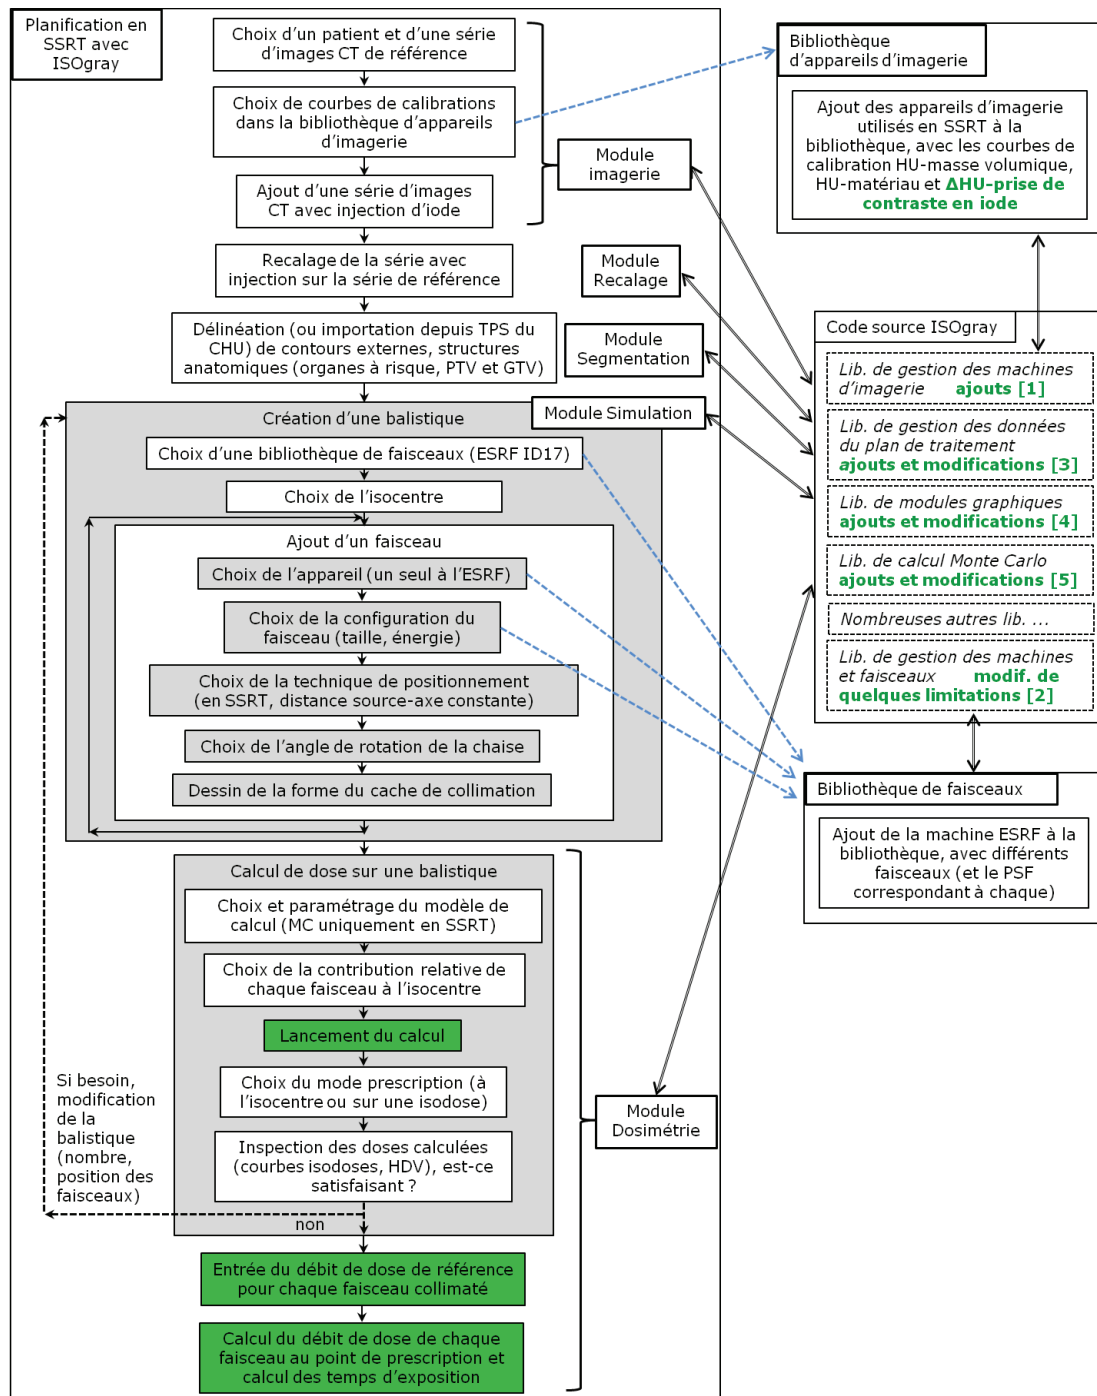 Planification en
SSRT avec
ISOgray
Choix d'un patient et d'une série
d'images CT de référence
Choix de courbes de calibrations
dans la bibliothèque d'appareils
d'imagerie
Ajout d'une série d'images
CT avec injection d'iode
Module
imagerie
Recalage de la série avec
injection sur la série de
référence
Module
Recalage
Délinéation (ou importation depuis TPS du
CHU) de contours externes, structures
anatomiques (organes à risque, PTV et GTV)
Module
Segmentation
Création d'une balistique
Module Simulation
Choix d'une bibliothèque de faisceaux (ESRF ID17)
Choix de l'isocentre
Ajout d'un faisceau
Choix de l'appareil (un seul à l'ESRF)
Choix de la configuration du
faisceau (taille, énergie)
Choix de la technique de positionnement
(en SSRT, distance source-axe constante)
Choix de l'angle de rotation de la chaise
Dessin de la forme du cache de collimation
Calcul de dose sur une balistique
Choix et paramétrage du modèle de
calcul (MC uniquement en SSRT)
Choix de la contribution relative de
chaque faisceau à l'isocentre
Lancement du calcul
Choix du mode prescription (à
l'isocentre ou sur une isodose)
Inspection des doses calculées
(courbes isodoses, HDV), est-ce
satisfaisant ?
non
Si besoin,
modification
de la
balistique
(nombre,
position des
faisceaux)
Module
Dosimétrie
Entrée du débit de dose de référence
pour chaque faisceau collimaté
Calcul du débit de dose de chaque
faisceau au point de prescription et
calcul des temps d'exposition
Bibliothèque
d'appareils d'imagerie
Ajout des appareils d'imagerie
utilisés en SSRT à la
bibliothèque, avec les courbes
de calibration HU-masse volumique,
HU-matériau et ΔHU-prise de
contraste en iode
Code source ISOgray
Lib. de gestion des machines
d'imagerie ajouts [1]
Lib. de gestion des données
du plan de traitement
ajouts et modifications [3]
Lib. de modules graphiques
ajouts et modifications [4]
Lib. de calcul Monte Carlo
ajouts et modifications [5]
Nombreuses autres lib. ...
Lib. de gestion des machines
et faisceaux modif. de
quelques limitations [2]
Bibliothèque de faisceaux
Ajout de la machine ESRF à la
bibliothèque, avec différents
faisceaux (et le PSF
correspondant à chaque)